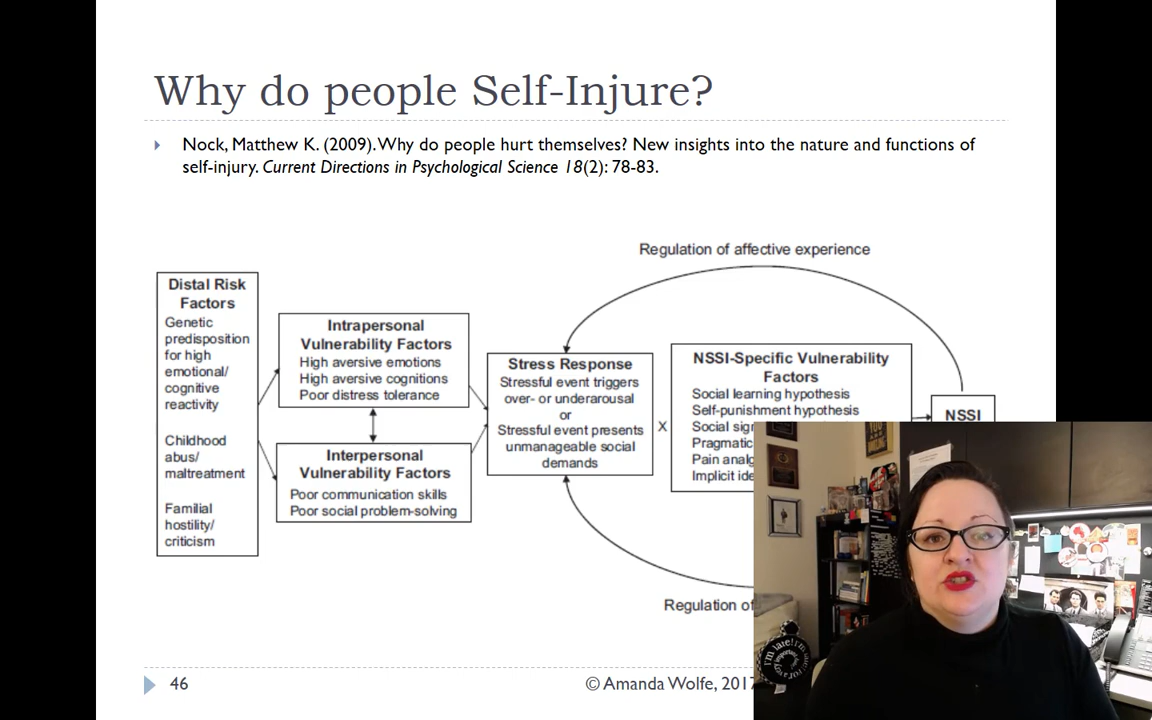 Why do people Self-Injure?
Nock, Matthew K. (2009). Why do people hurt themselves? New insights into the nature and functions of
self-injury. Current Directions in Psychological Science 18(2): 78-83.
Regulation of affective experience
Distal Risk
Factors
Genetic
predisposition
for high
emotional/
cognitive
reactivity
Childhood
abus/
maltreatment
Familial
hostility/
criticism
Intrapersonal
Vulnerability Factors
High aversive emotions
High aversive cognitions
Poor distress tolerance
Interpersonal
Vulnerability Factors
Poor communication skills
Poor social problem-solving
Stress Response
Stressful event triggers
over- or underarousal
or
Stressful event presents
unmanageable social
demands
X
NSSI-Specific Vulnerability
Factors
Social learning hypothesis
Self-punishment hypothesis
Social
Pragmatic
Pain
Implicit
NSSI
Regulation of
I'm late!
46
© Amanda Wolfe, 2017